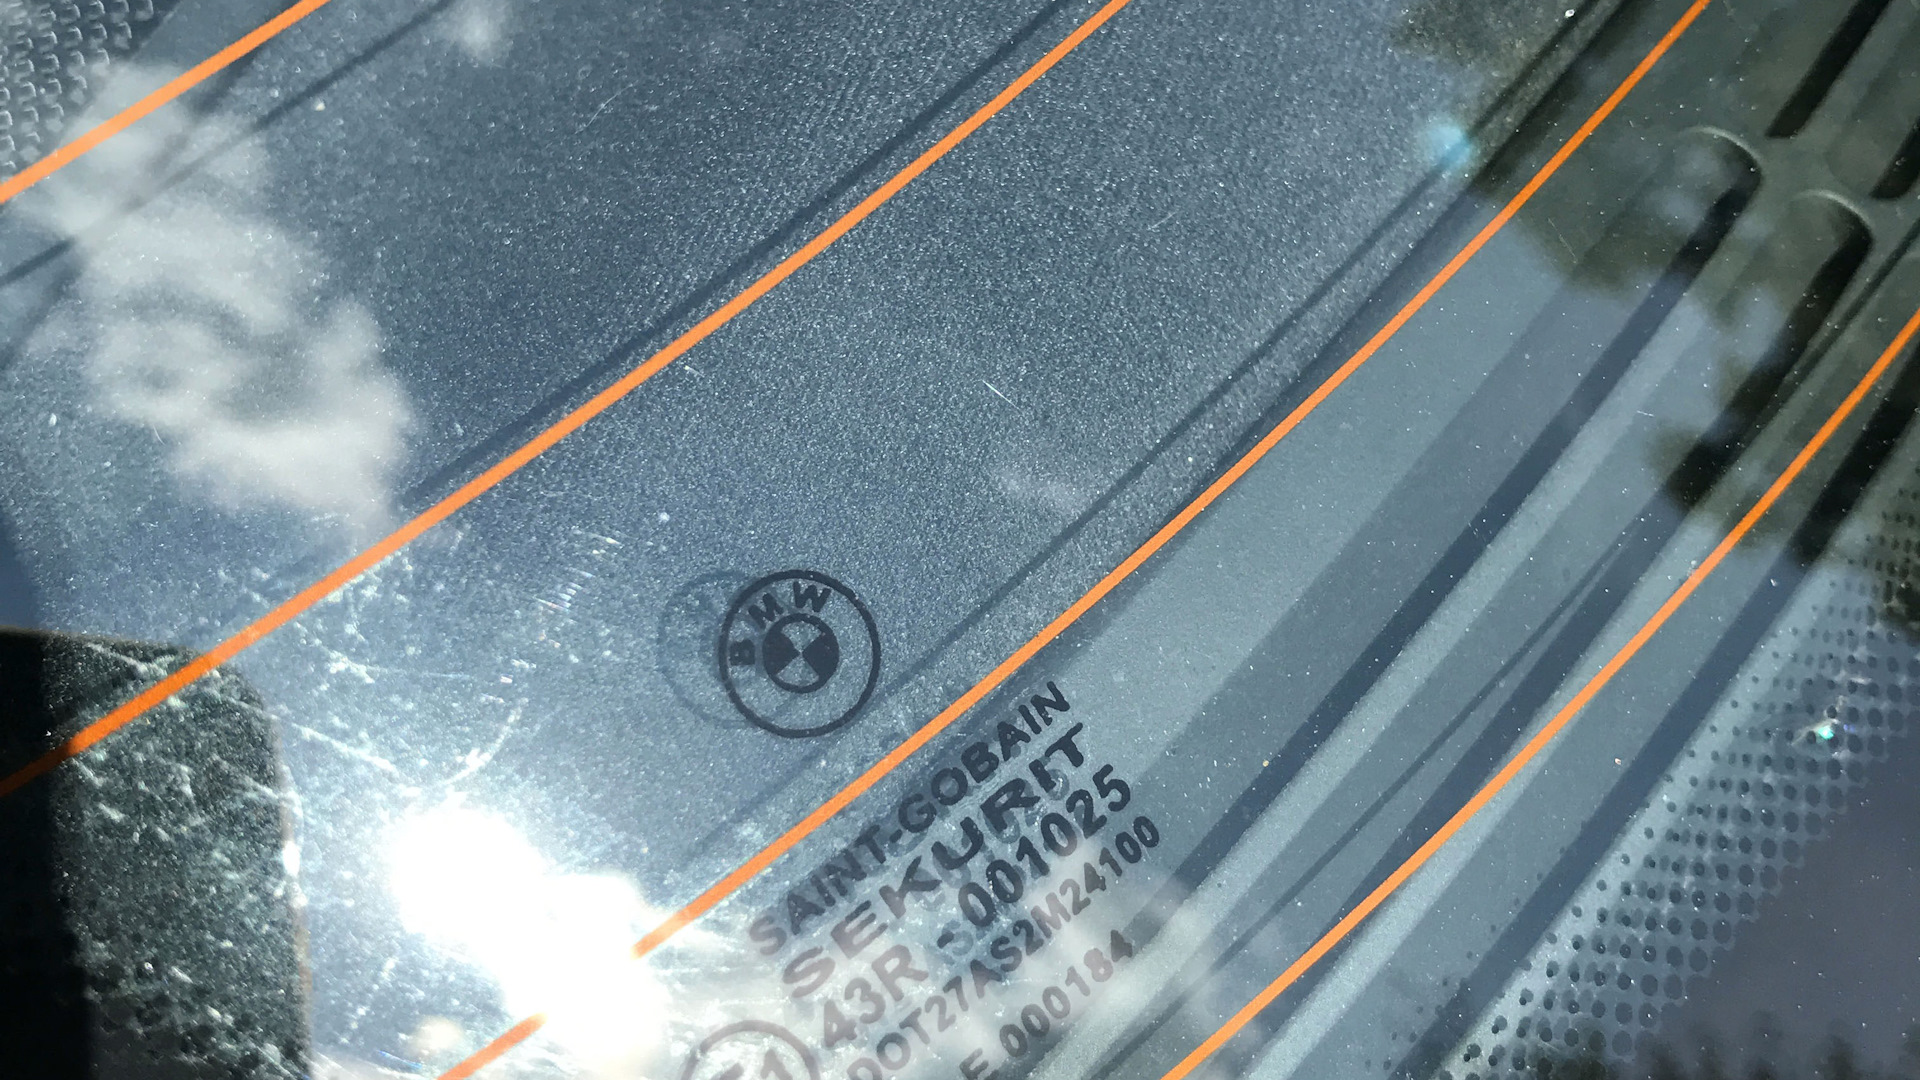 BMW
SAINT-GOBAIN
SEKURIT
43R 001025
DOT27AS2M24100
E 000184